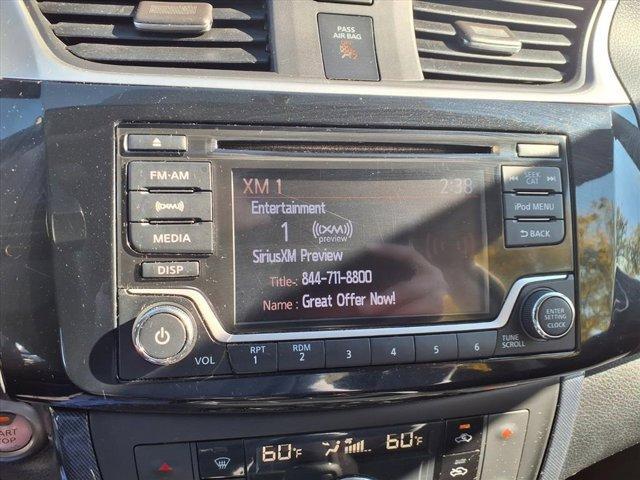 PASS
AIR BAG
FM·AM
((XM))
MEDIA
DISP
XM 1 2:38
Entertainment
1 ((XM))
preview
SiriusXM Preview
Title : 844-711-8800
Name : Great Offer Now!
SEEK
CAT
iPod MENU
BACK
ENTER
SETTING
CLOCK
TUNE
SCROLL
VOL
RPT
1
RDM
2
3
4
5
6
START
STOP
60°F 60°F